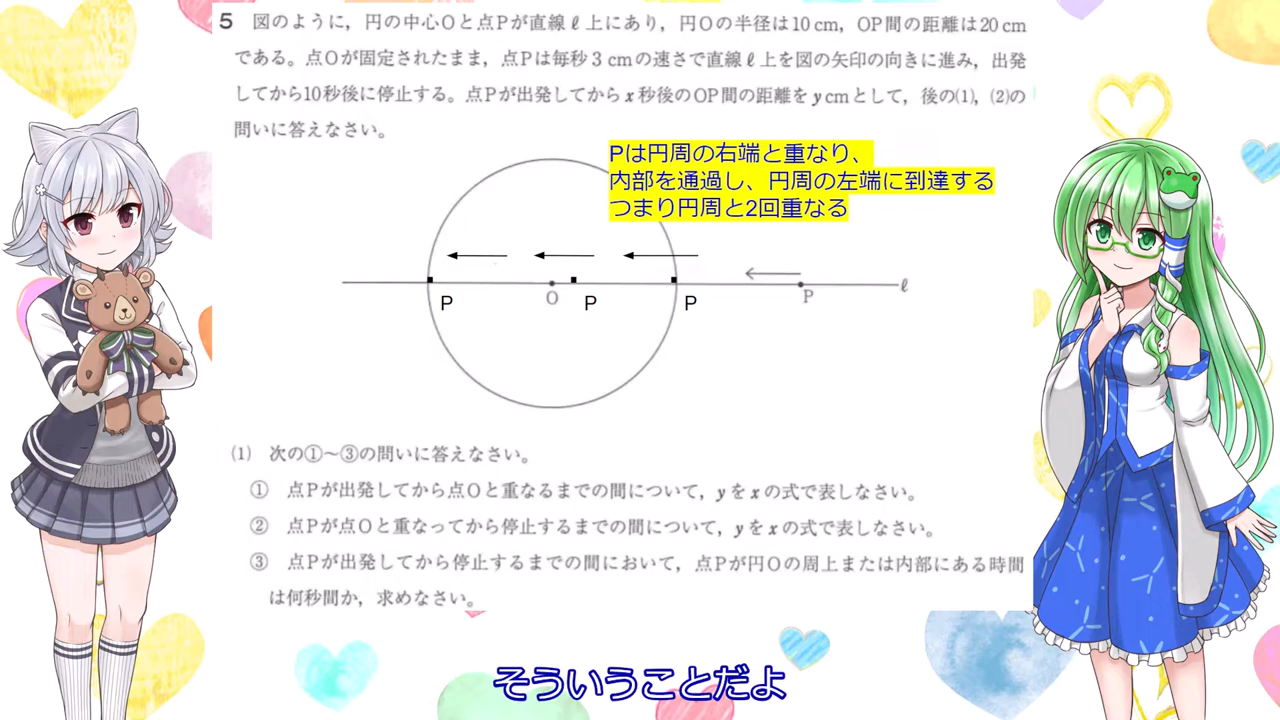 5 図のように，円の中心Oと点Pが直線ℓ上にあり，円Oの半径は10 cm，OP間の距離は20 cm
である。点Oが固定されたまま，点Pは毎秒3 cmの速さで直線ℓ上を図の矢印の向きに進み，出発
してから10秒後に停止する。点Pが出発してからx秒後のOP間の距離をy cmとして，後の(1)，(2)の
問いに答えなさい。
Pは円周の右端と重なり、
内部を通過し、円周の左端に到達する
つまり円周と2回重なる
P O P P P ℓ
(1) 次の①～③の問いに答えなさい。
① 点Pが出発してから点Oと重なるまでの間について，yをxの式で表しなさい。
② 点Pが点Oと重なってから停止するまでの間について，yをxの式で表しなさい。
③ 点Pが出発してから停止するまでの間において，点Pが円Oの周上または内部にある時間
は何秒間か，求めなさい。
そういうことだよ